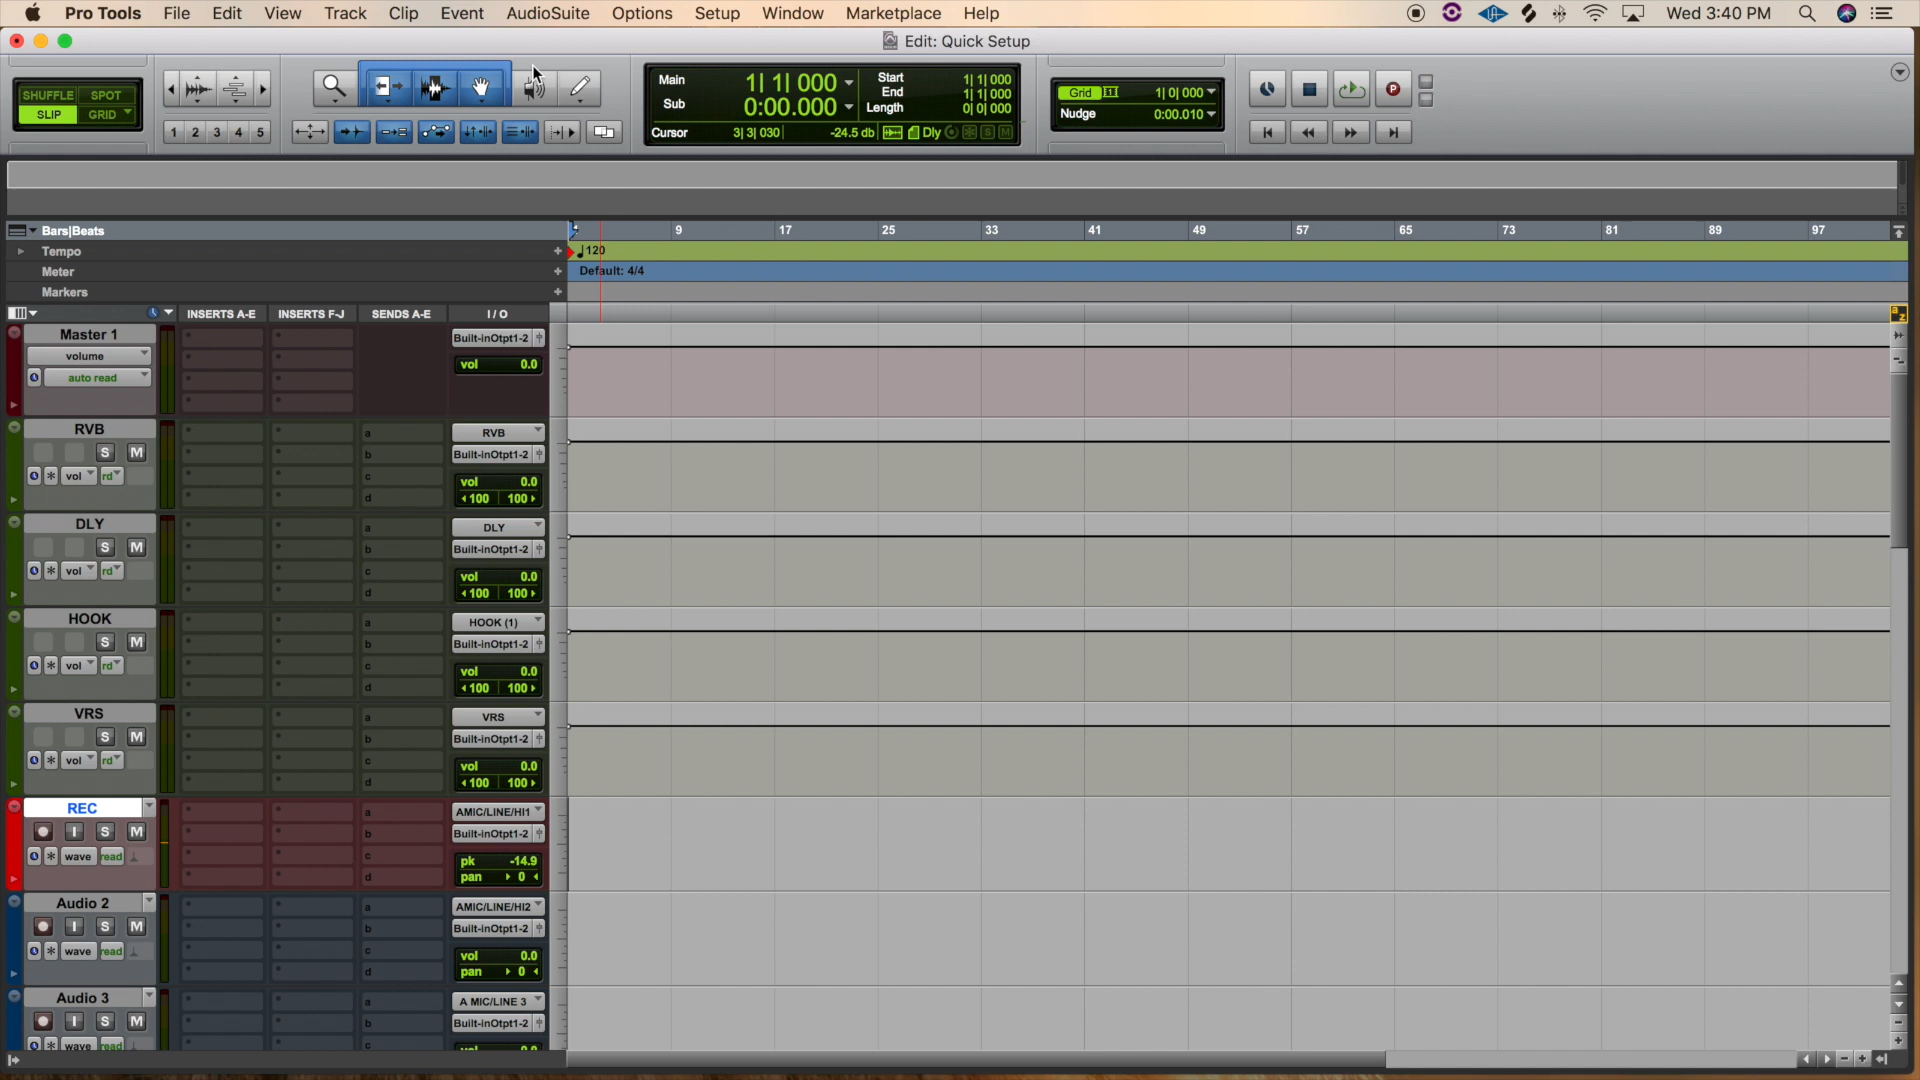 Pro Tools File Edit View Track Clip Event AudioSuite Options Setup Window Marketplace Help Wed 3:40 PM
Edit: Quick Setup
SHUFFLE SPOT
SLIP GRID
1 2 3 4 5
Main 1| 1| 000
Sub 0:00.000
Start 1| 1| 000
End 1| 1| 000
Length 0| 0| 000
Cursor 3| 3| 030 -24.5 db Dly S M
Grid 1| 0| 000
Nudge 0:00.010
P
Bars|Beats 9 17 25 33 41 49 57 65 73 81 89 97
Tempo + 120
Meter + Default: 4/4
Markers +
INSERTS A-E INSERTS F-J SENDS A-E I / O
a z
Master 1 Built-inOtpt1-2
volume vol 0.0
auto read
RVB a RVB
S M b Built-inOtpt1-2
vol rd c vol 0.0
d 100 100
DLY a DLY
S M b Built-inOtpt1-2
vol rd c vol 0.0
d 100 100
HOOK a HOOK (1)
S M b Built-inOtpt1-2
vol rd c vol 0.0
d 100 100
VRS a VRS
S M b Built-inOtpt1-2
vol rd c vol 0.0
d 100 100
REC a AMIC/LINE/HI1
I S M b Built-inOtpt1-2
wave read c pk -14.9
d pan 0
Audio 2 a AMIC/LINE/HI2
I S M b Built-inOtpt1-2
wave read c vol 0.0
d pan 0
Audio 3 a A MIC/LINE 3
I S M b Built-inOtpt1-2
wave read c vol 0.0